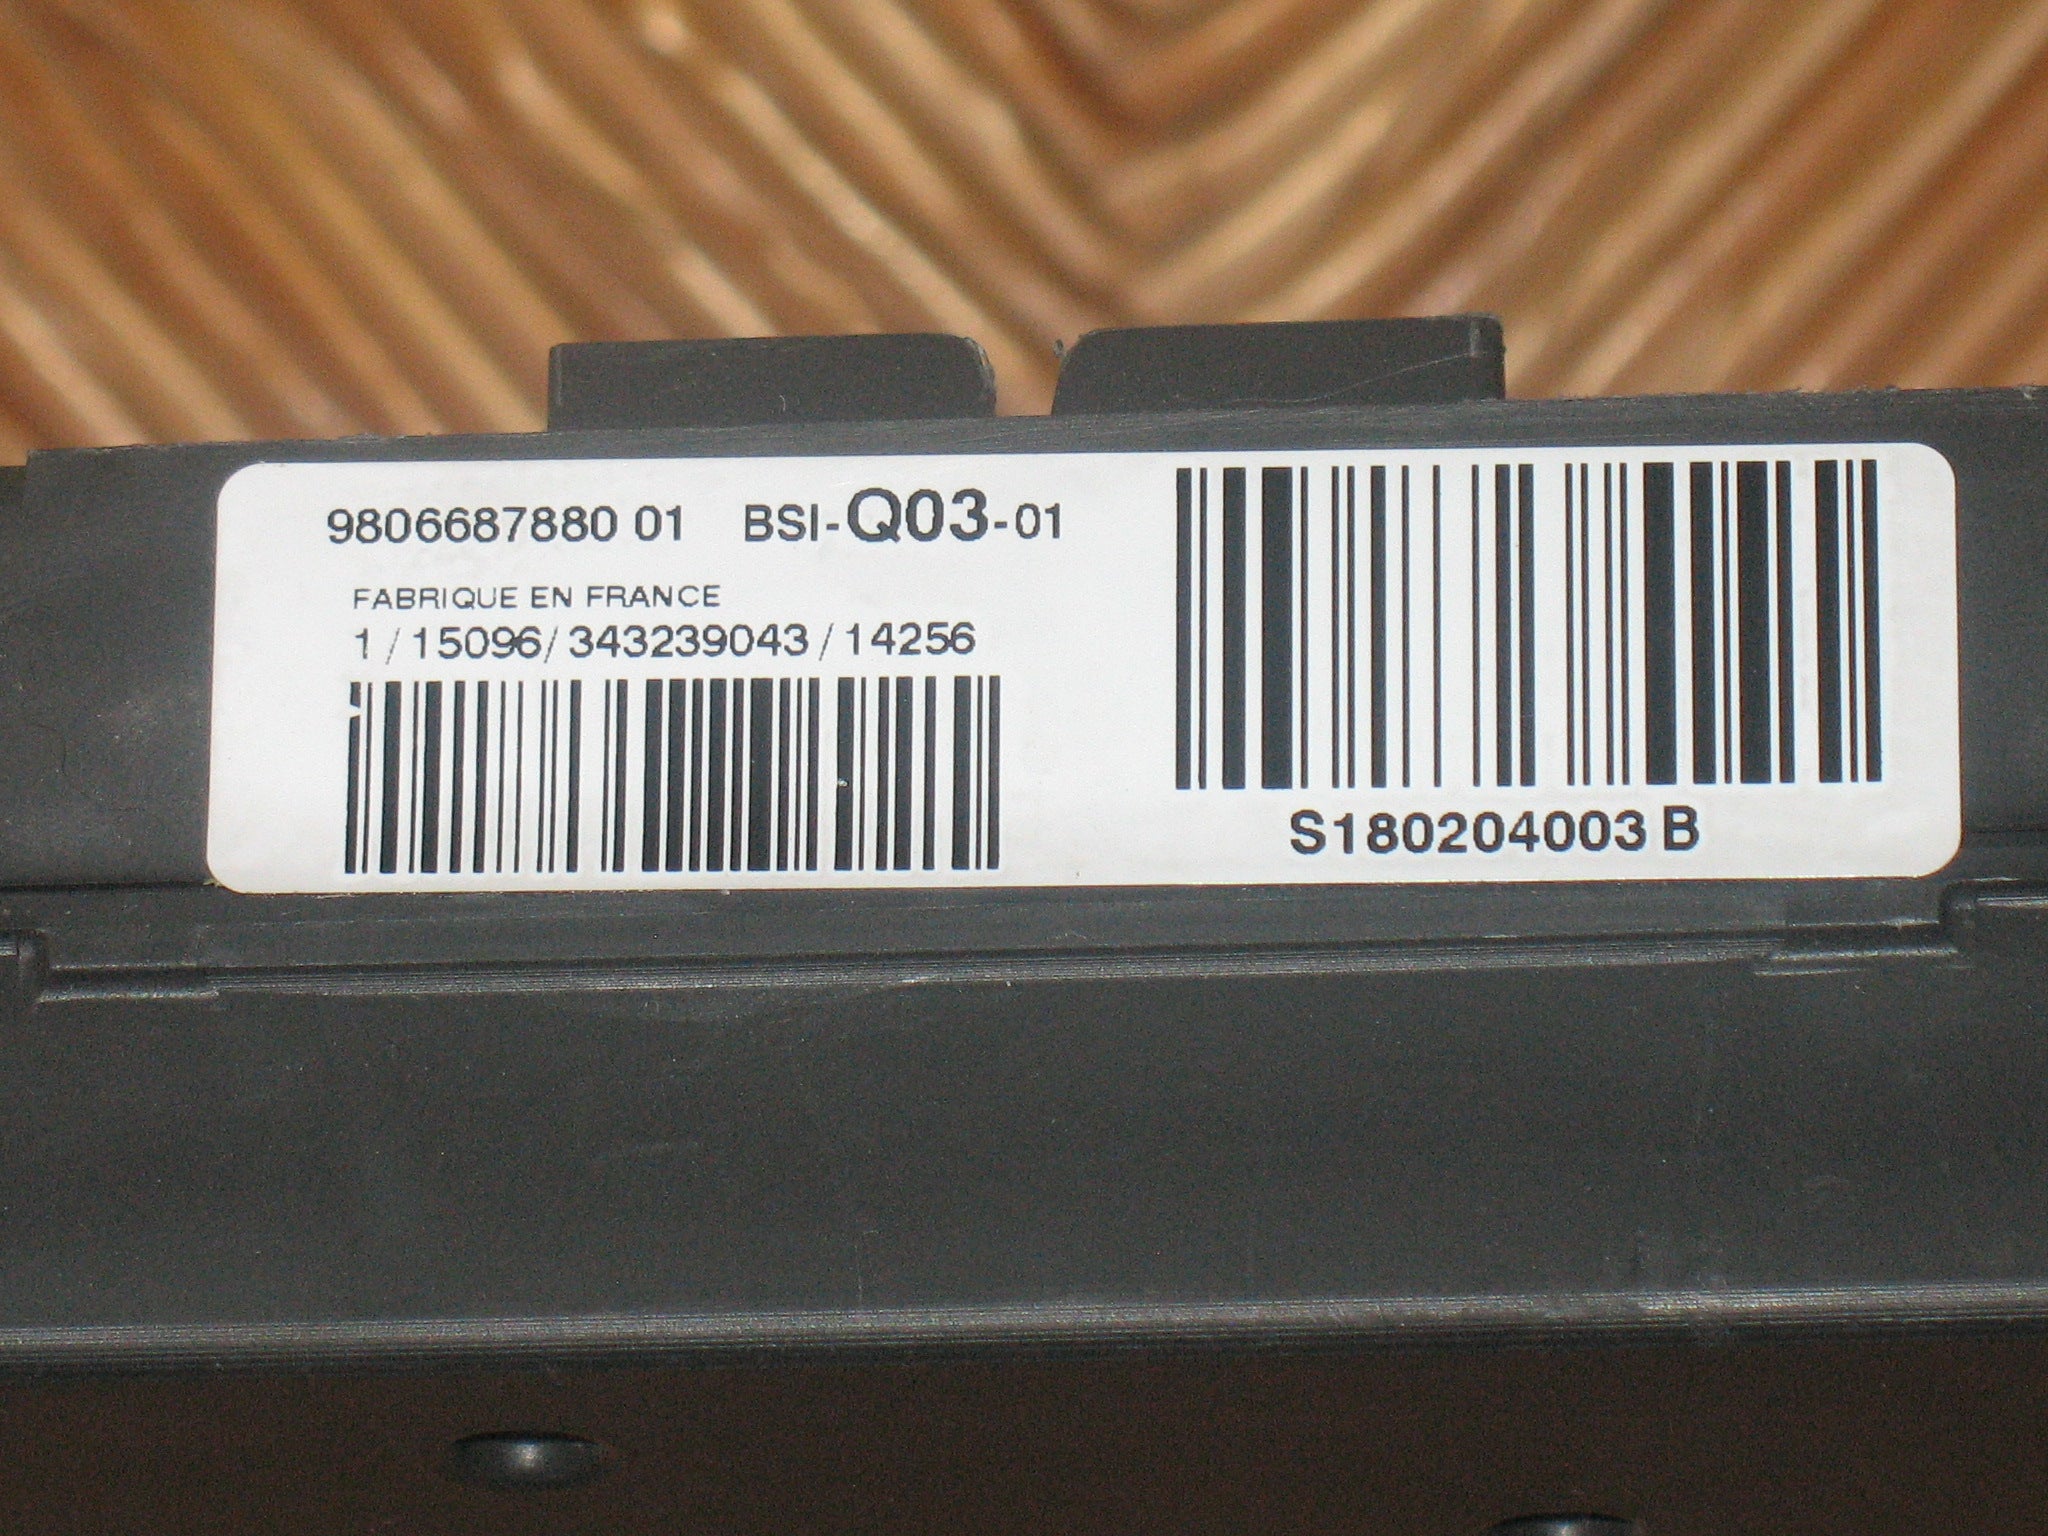 9806687880 01 BSI-Q03-01
FABRIQUE EN FRANCE
1/15096/343239043/14256
S180204003 B